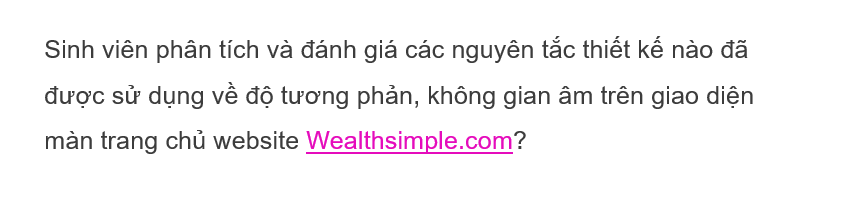 Sinh viên phân tích và đánh giá các nguyên tắc thiết kế nào đã
được sử dụng về độ tương phản, không gian âm trên giao diện
màn trang chủ website Wealthsimple.com?